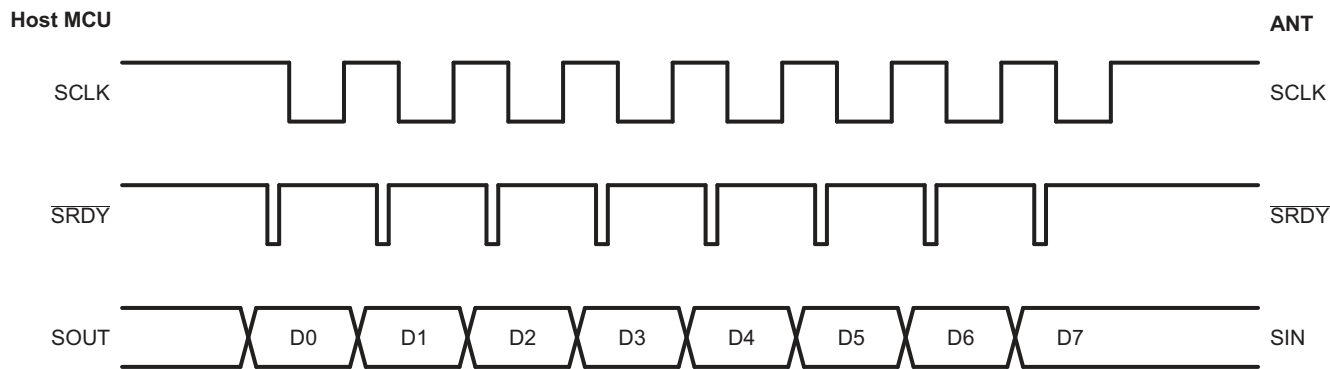 Host MCU
ANT
SCLK
SCLK
SRDY
SRDY
SOUT
D0
D1
D2
D3
D4
D5
D6
D7
SIN